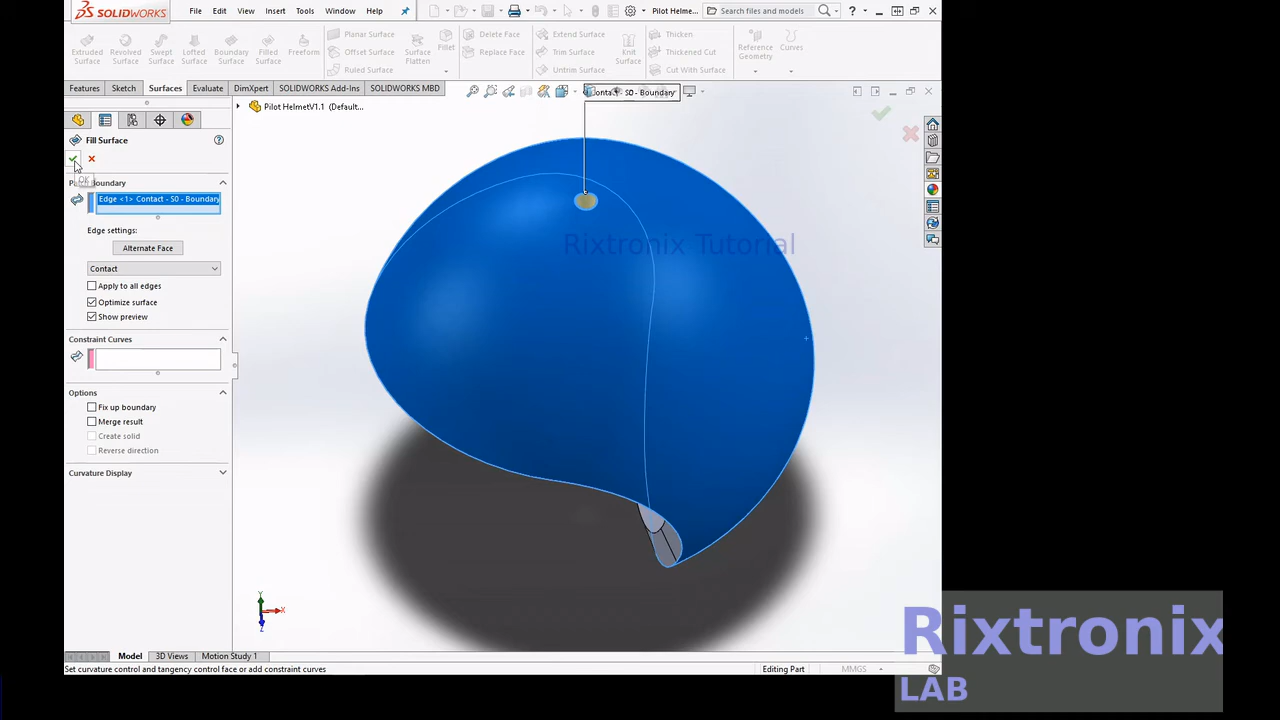 SOLIDWORKS
File Edit View Insert Tools Window Help
Pilot Helme...
Search files and models
Extruded Surface
Revolved Surface
Swept Surface
Lofted Surface
Boundary Surface
Filled Surface
Freeform
Planar Surface
Offset Surface
Ruled Surface
Surface Flatten
Fillet
Delete Face
Replace Face
Extend Surface
Trim Surface
Untrim Surface
Knit Surface
Thicken
Thickened Cut
Cut With Surface
Reference Geometry
Curves
Features Sketch Surfaces Evaluate DimXpert SOLIDWORKS Add-Ins SOLIDWORKS MBD
S0 - Boundary
Pilot HelmetV1.1 (Default...
Fill Surface
OK
Boundary
Edge <1> Contact - S0 - Boundary
Edge settings:
Alternate Face
Contact
Apply to all edges
Optimize surface
Show preview
Constraint Curves
Options
Fix up boundary
Merge result
Create solid
Reverse direction
Curvature Display
Rixtronix Tutorial
Y
X
Z
Model 3D Views Motion Study 1
Set curvature control and tangency control face or add constraint curves
Editing Part
MMGS
Rixtronix
LAB